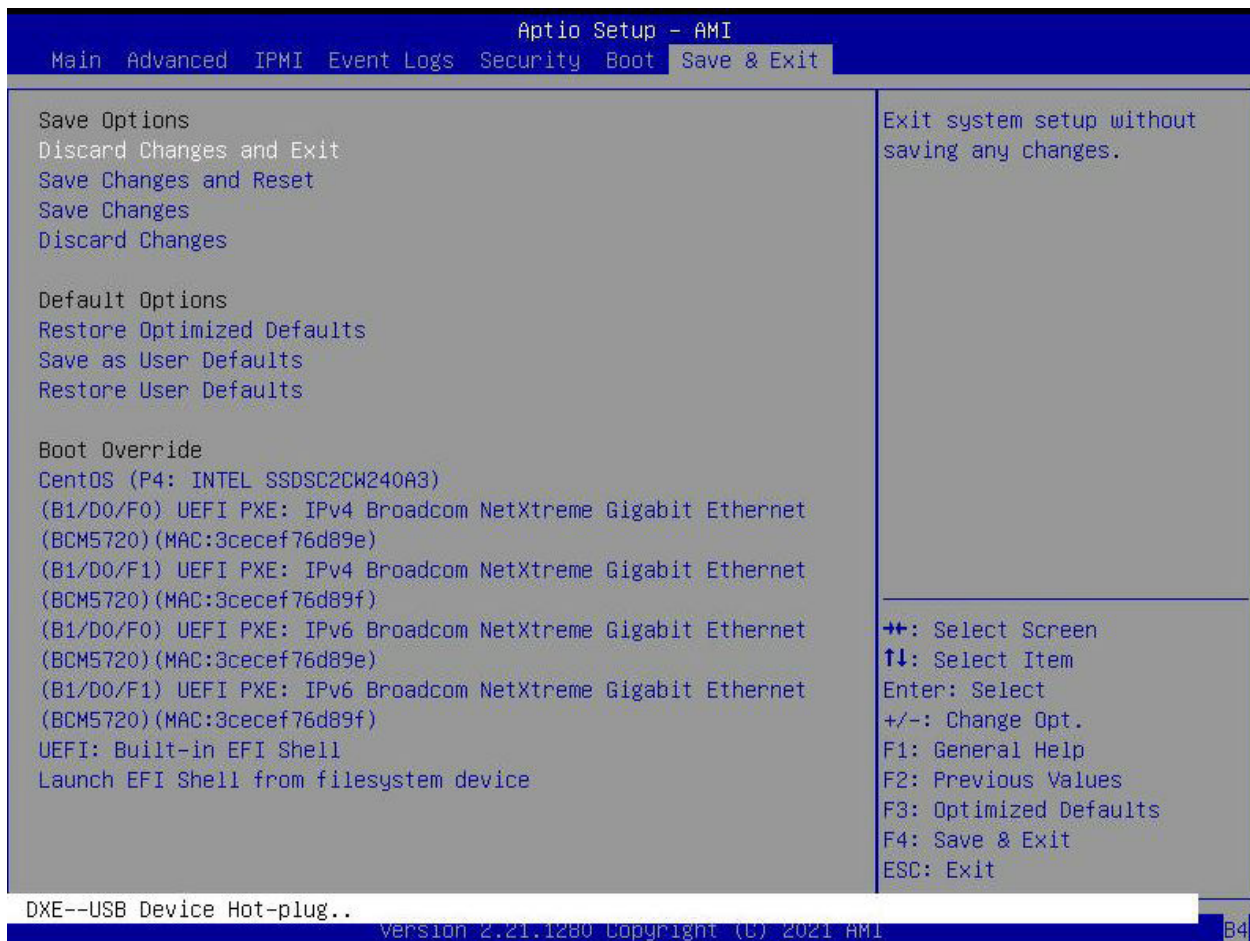 Aptio Setup – AMI
Main Advanced IPMI Event Logs Security Boot Save & Exit
Save Options
Discard Changes and Exit
Save Changes and Reset
Save Changes
Discard Changes
Default Options
Restore Optimized Defaults
Save as User Defaults
Restore User Defaults
Boot Override
CentOS (P4: INTEL SSDSC2CW240A3)
(B1/D0/F0) UEFI PXE: IPv4 Broadcom NetXtreme Gigabit Ethernet
(BCM5720)(MAC:3cecef76d89e)
(B1/D0/F1) UEFI PXE: IPv4 Broadcom NetXtreme Gigabit Ethernet
(BCM5720)(MAC:3cecef76d89f)
(B1/D0/F0) UEFI PXE: IPv6 Broadcom NetXtreme Gigabit Ethernet
(BCM5720)(MAC:3cecef76d89e)
(B1/D0/F1) UEFI PXE: IPv6 Broadcom NetXtreme Gigabit Ethernet
(BCM5720)(MAC:3cecef76d89f)
UEFI: Built-in EFI Shell
Launch EFI Shell from filesystem device
Exit system setup without
saving any changes.
→←: Select Screen
↑↓: Select Item
Enter: Select
+/-: Change Opt.
F1: General Help
F2: Previous Values
F3: Optimized Defaults
F4: Save & Exit
ESC: Exit
DXE--USB Device Hot-plug..
Version 2.21.1280 Copyright (C) 2021 AMI
B4